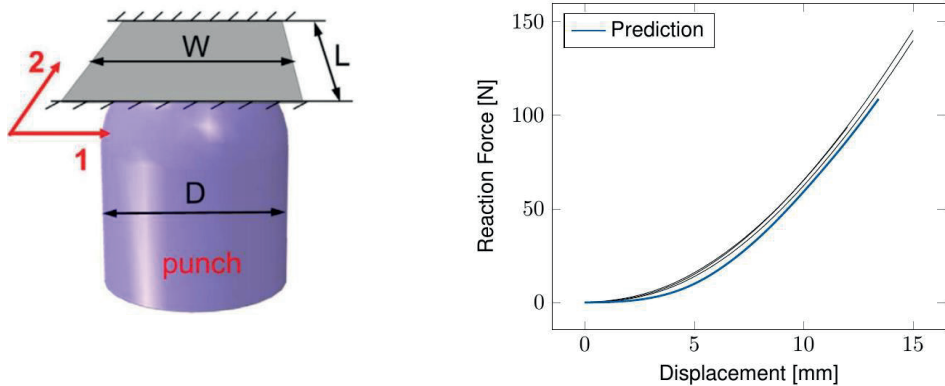 W
L
2
1
D
punch
Prediction
150
100
50
0
Reaction Force [N]
0
5
10
15
Displacement [mm]